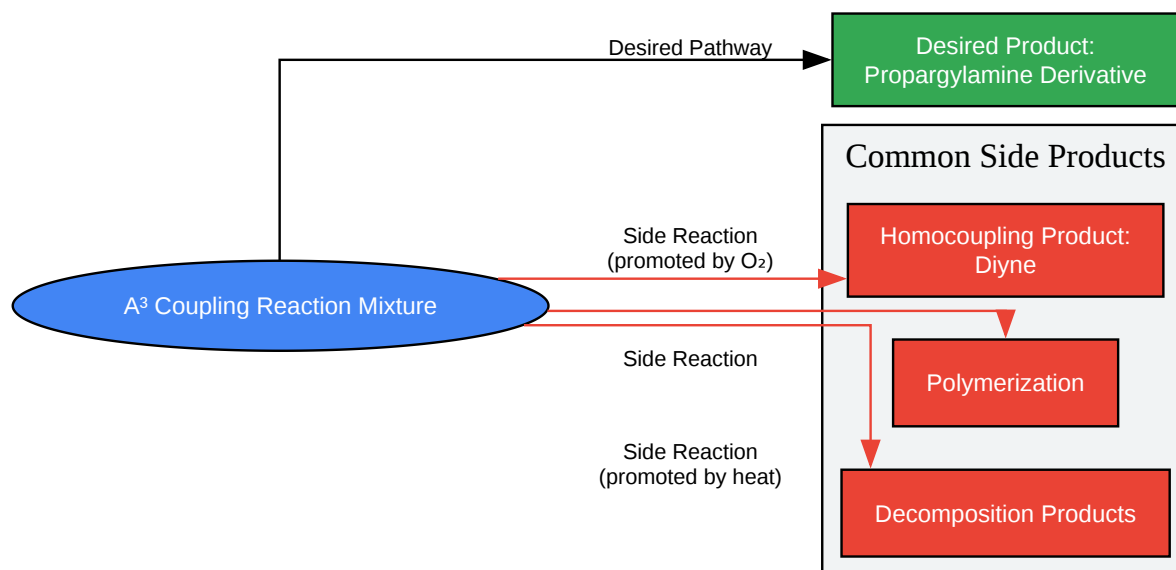 Desired Pathway
Desired Product:
Propargylamine Derivative
Common Side Products
Side Reaction
(promoted by O₂)
Homocoupling Product:
Diyne
A³ Coupling Reaction Mixture
Side Reaction
Polymerization
Side Reaction
(promoted by heat)
Decomposition Products